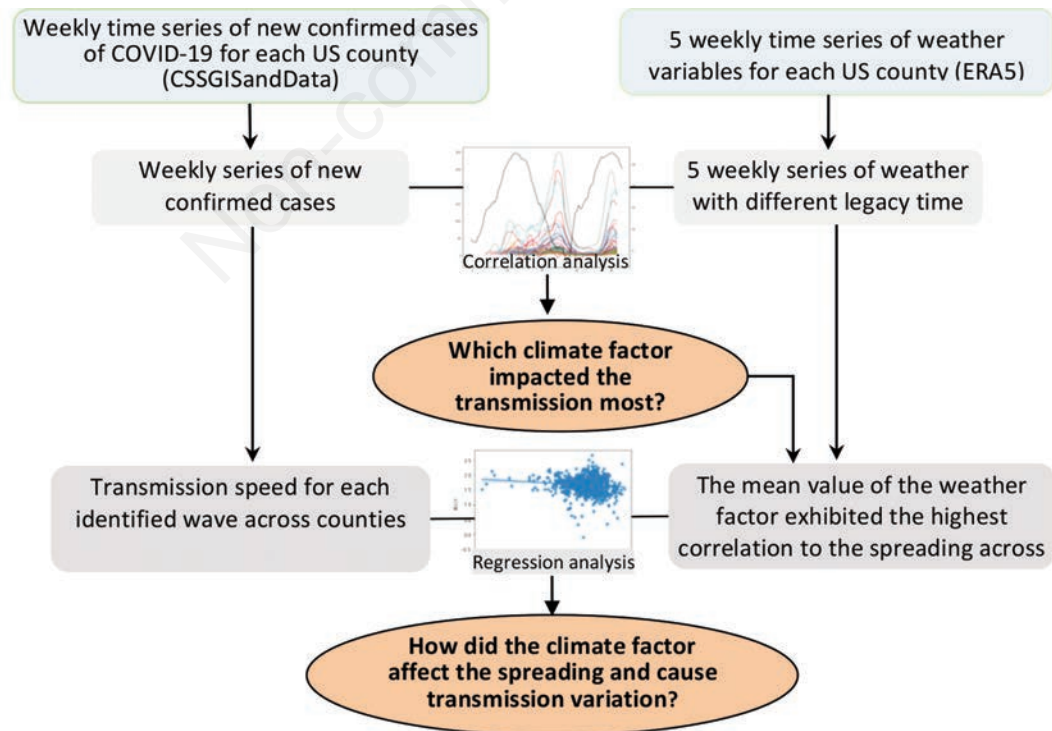 Weekly time series of new confirmed cases
of COVID-19 for each US county
(CSSGISandData)
5 weekly time series of weather
variables for each US county (ERA5)
Weekly series of new
confirmed cases
5 weekly series of weather
with different legacy time
Correlation analysis
Which climate factor
impacted the
transmission most?
Transmission speed for each
identified wave across counties
The mean value of the weather
factor exhibited the highest
correlation to the spreading across
Regression analysis
How did the climate factor
affect the spreading and cause
transmission variation?